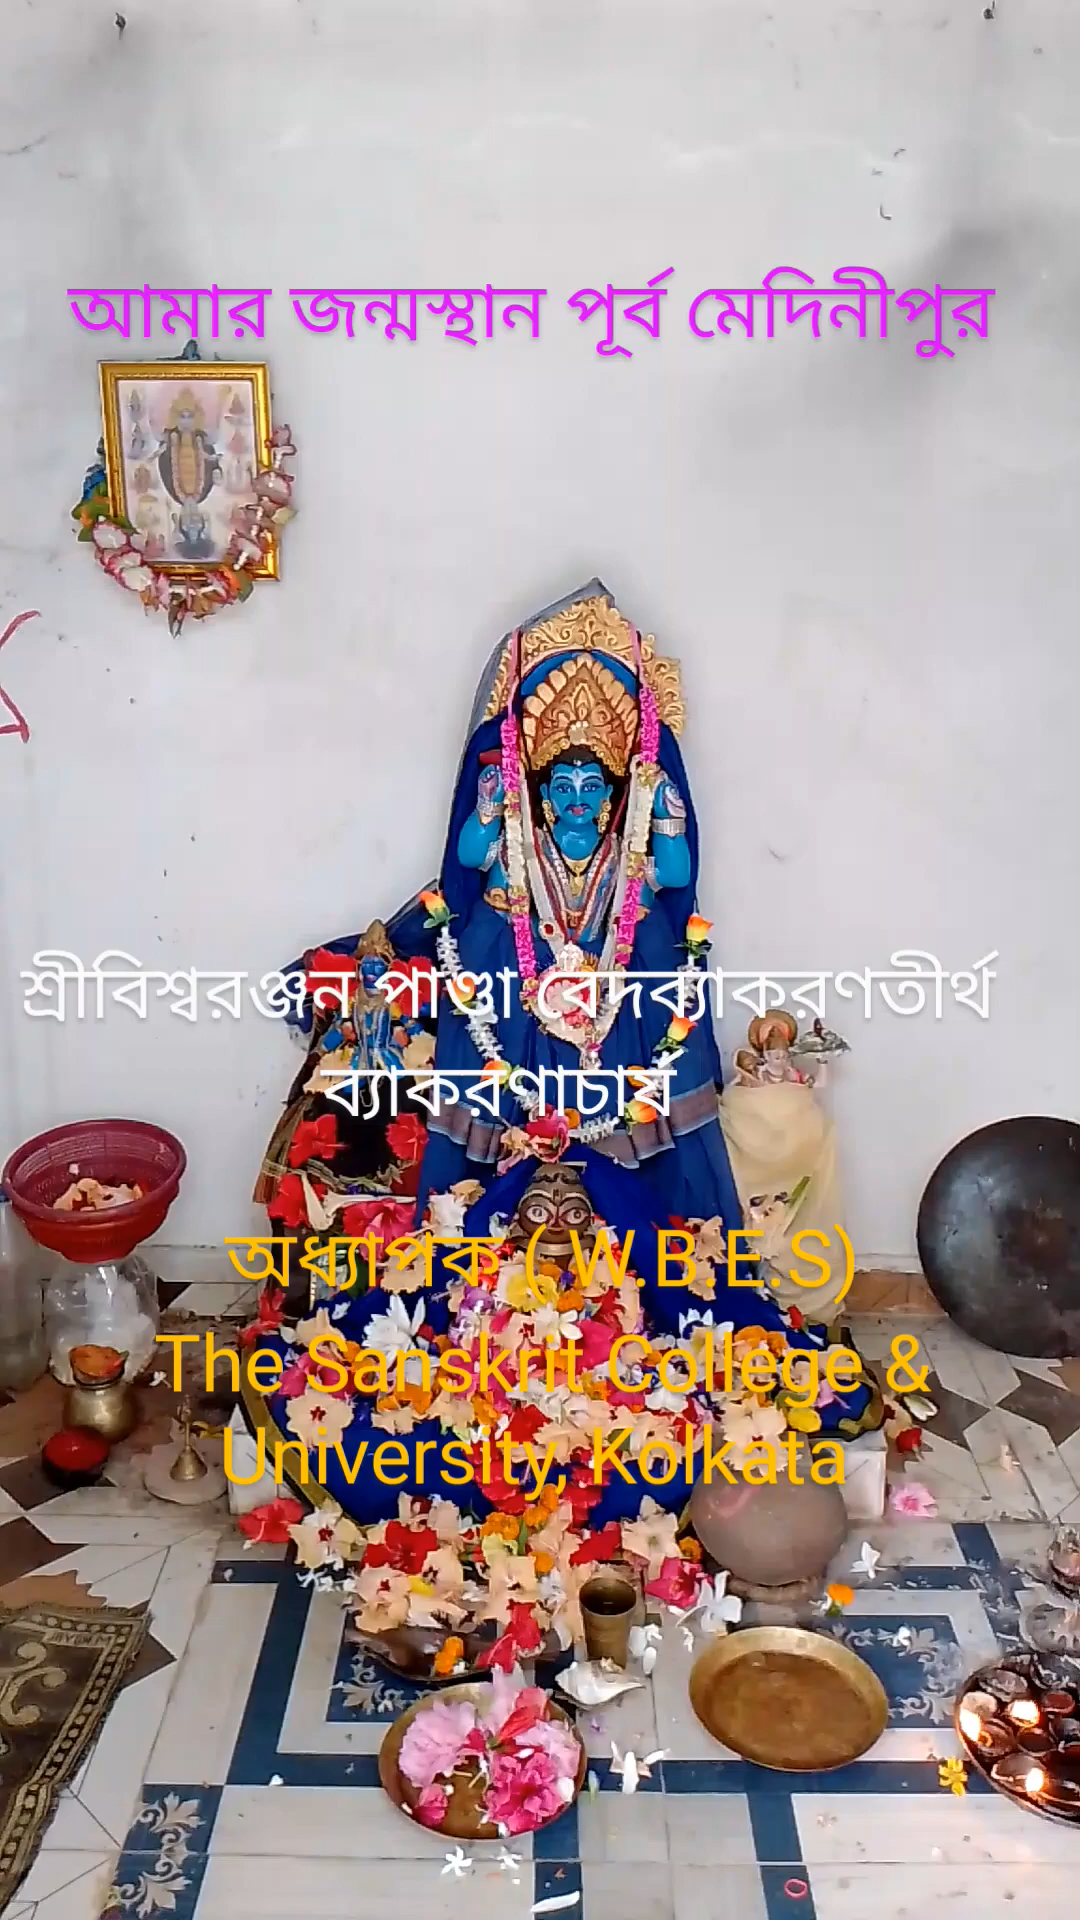 আমার জন্মস্থান পূর্ব মেদিনীপুর
শ্রীবিশ্বরঞ্জন পাণ্ডা বেদব্যাকরণতীর্থ
ব্যাকরণাচার্য
অধ্যাপক ( W.B.E.S)
The Sanskrit College &
University, Kolkata